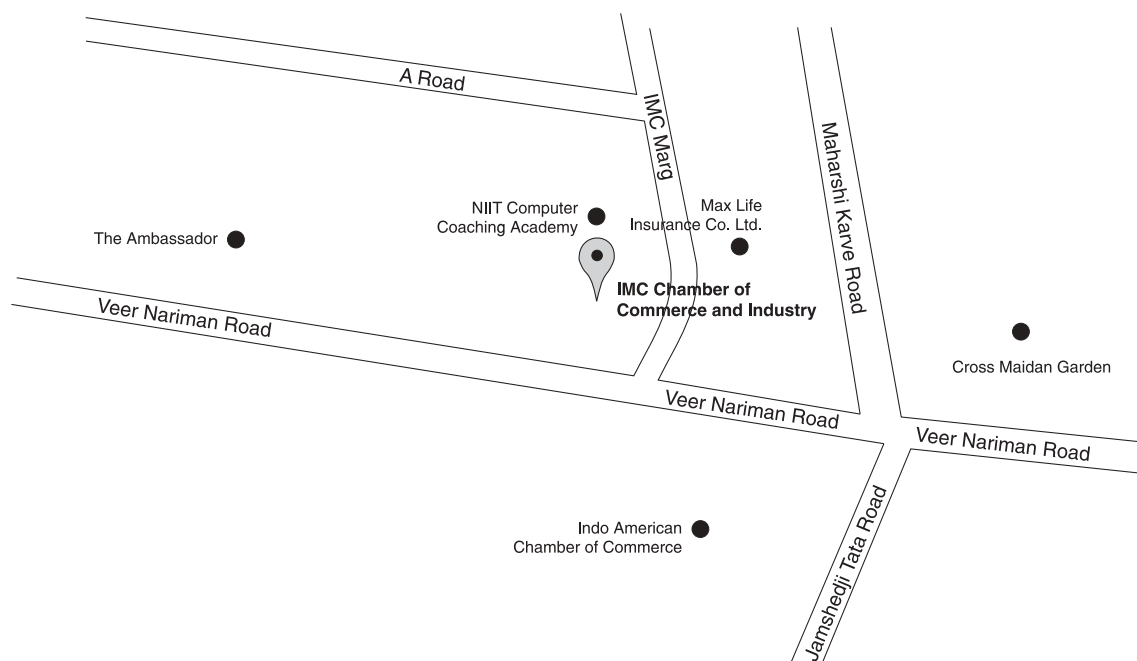 A Road
IMC Marg
Maharshi Karve Road
NIIT Computer
Coaching Academy
Max Life
Insurance Co. Ltd.
The Ambassador
IMC Chamber of
Commerce and Industry
Veer Nariman Road
Cross Maidan Garden
Veer Nariman Road
Veer Nariman Road
Indo American
Chamber of Commerce
Jamshedji Tata Road